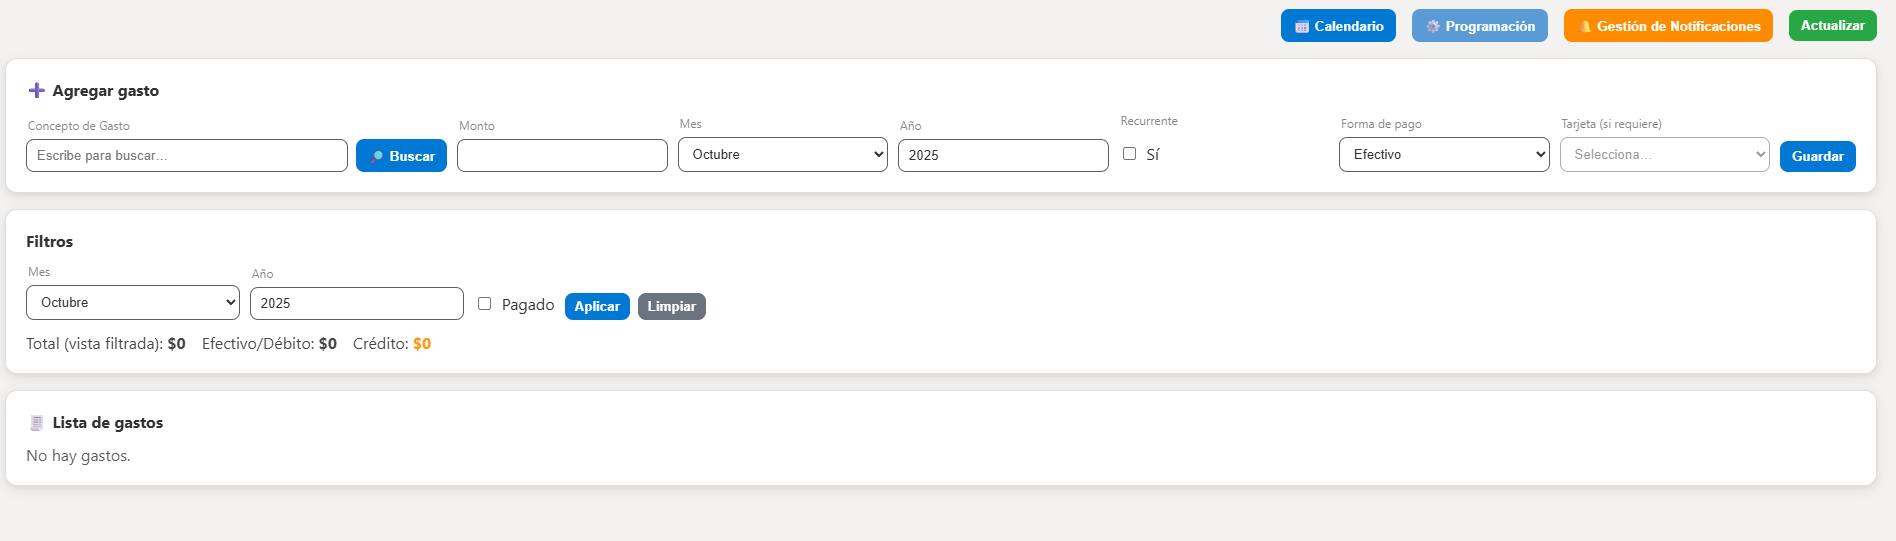 Calendario Programación Gestión de Notificaciones Actualizar
Agregar gasto
Concepto de Gasto Monto Mes Año Recurrente Forma de pago Tarjeta (si requiere)
Escribe para buscar... Buscar Octubre 2025 Sí Efectivo Selecciona... Guardar
Filtros
Mes Año
Octubre 2025 Pagado Aplicar Limpiar
Total (vista filtrada): $0 Efectivo/Débito: $0 Crédito: $0
Lista de gastos
No hay gastos.